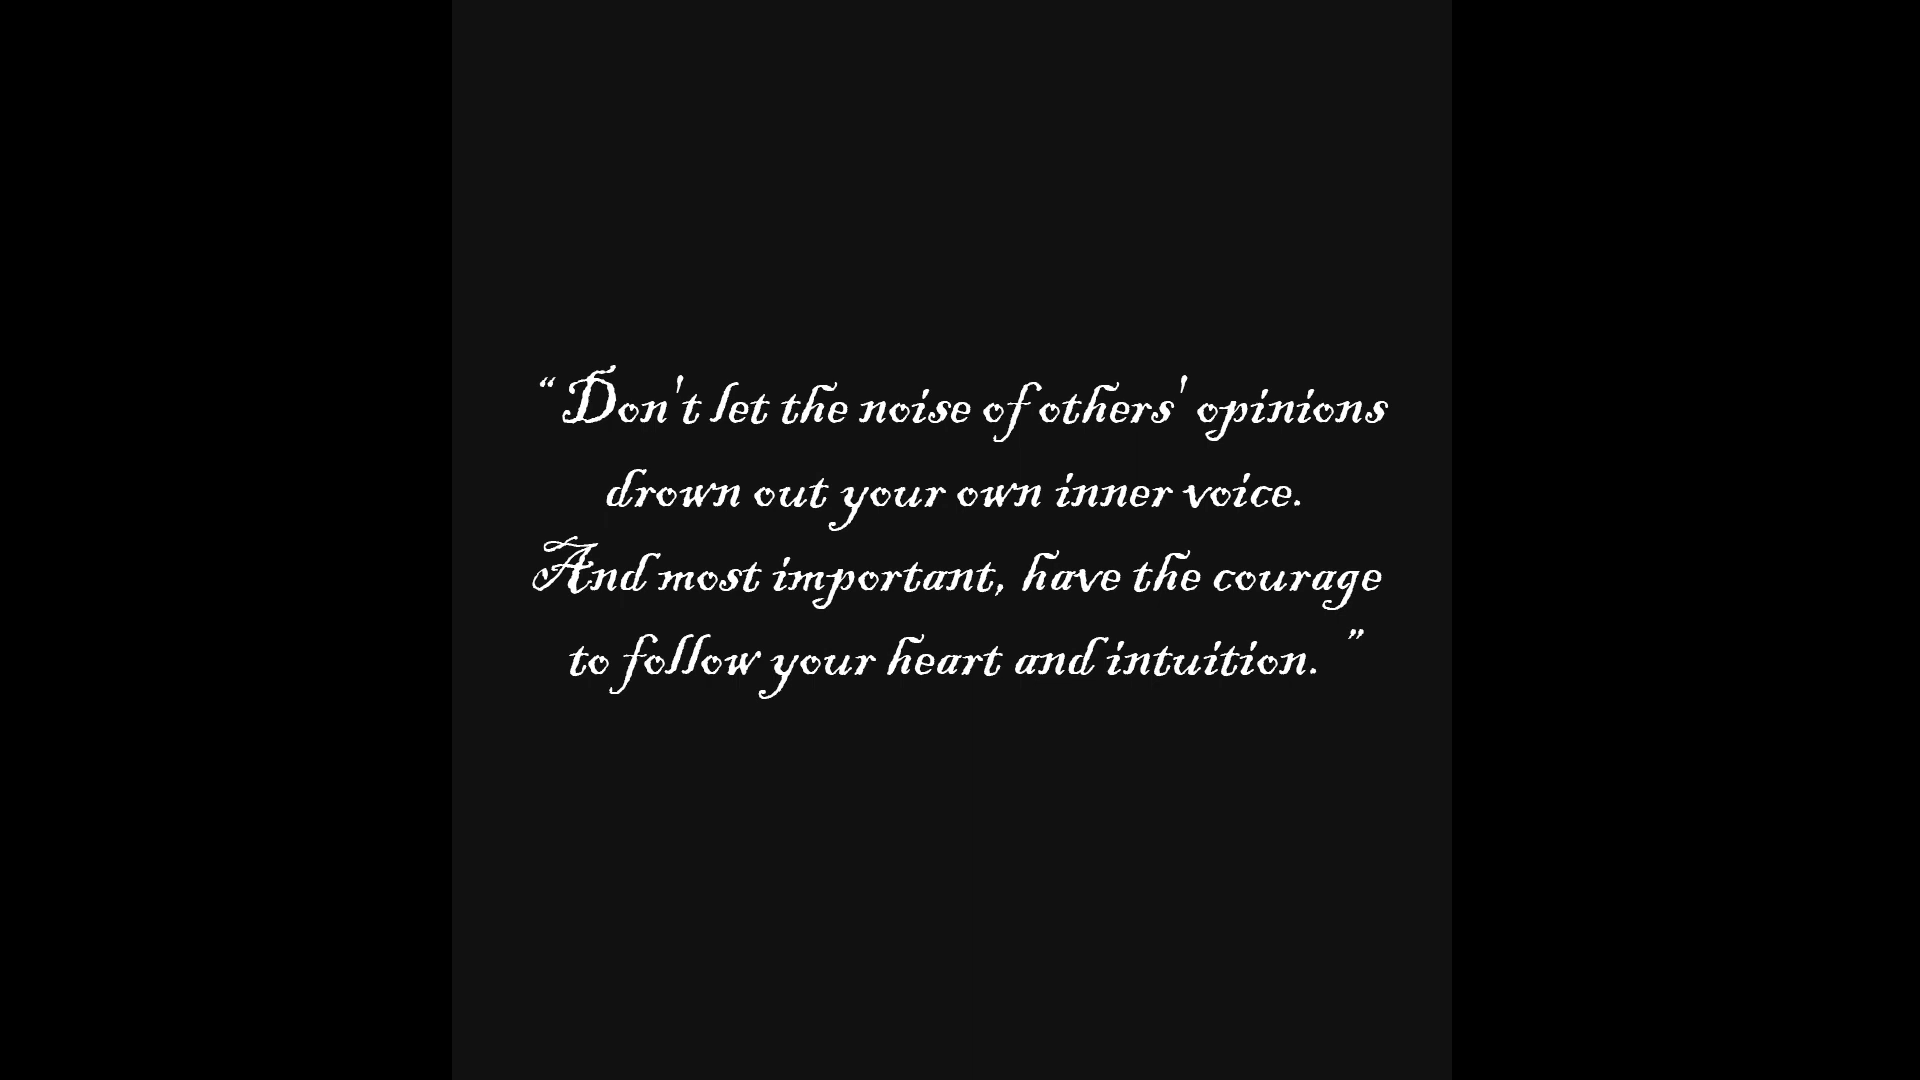 “Don't let the noise of others' opinions
drown out your own inner voice.
And most important, have the courage
to follow your heart and intuition. ”